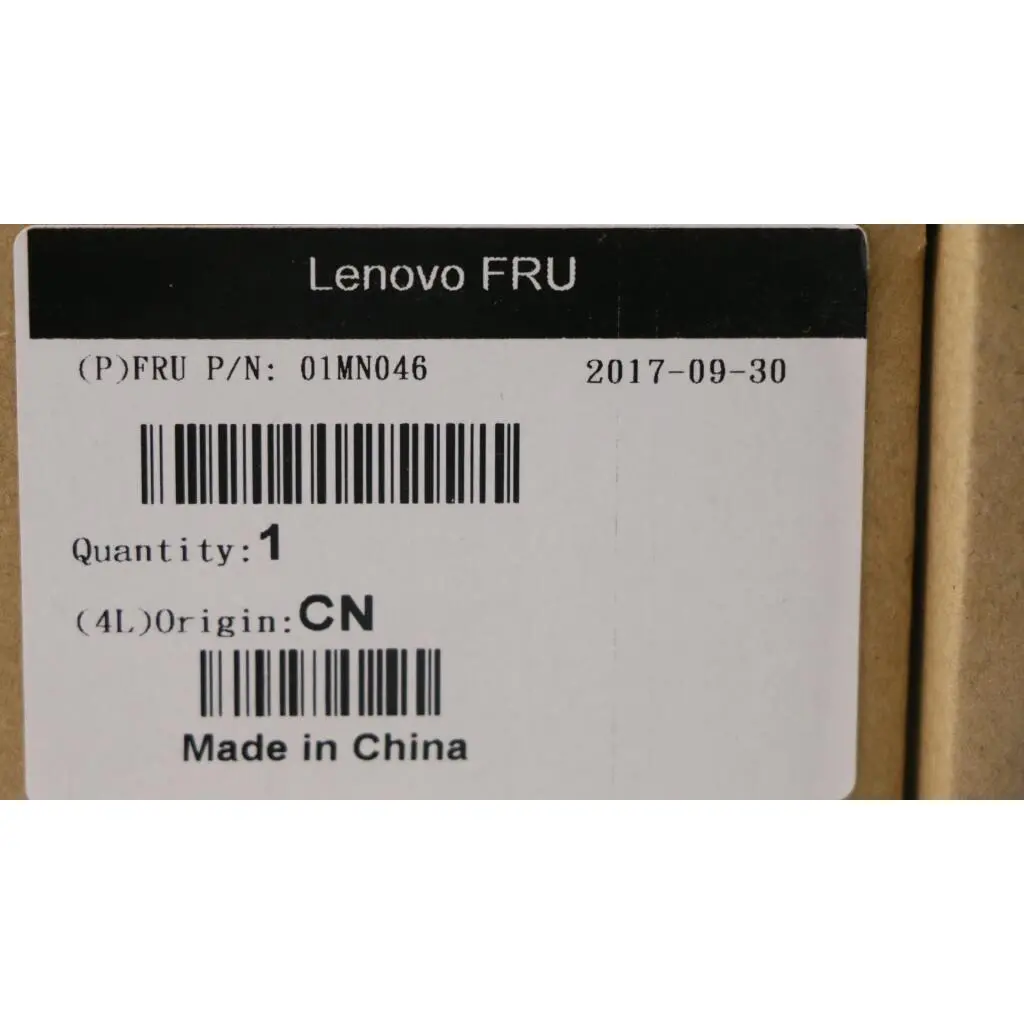 Lenovo FRU
(P)FRU P/N: 01MN046 2017-09-30
Quantity:1
(4L)Origin:CN
Made in China